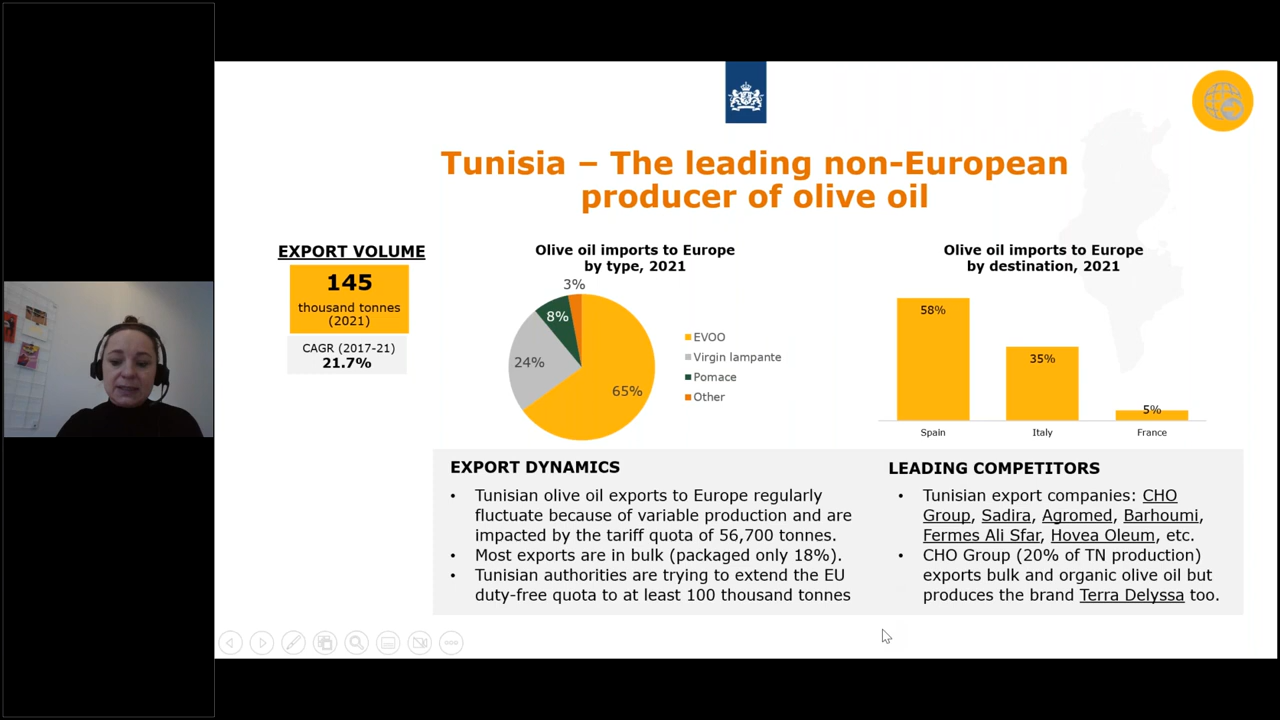 Tunisia – The leading non-European
producer of olive oil
EXPORT VOLUME
145
thousand tonnes
(2021)
CAGR (2017-21)
21.7%
Olive oil imports to Europe
by type, 2021
3%
8%
24%
65%
EVOO
Virgin lampante
Pomace
Other
Olive oil imports to Europe
by destination, 2021
58%
35%
5%
Spain
Italy
France
EXPORT DYNAMICS
• Tunisian olive oil exports to Europe regularly
fluctuate because of variable production and are
impacted by the tariff quota of 56,700 tonnes.
• Most exports are in bulk (packaged only 18%).
• Tunisian authorities are trying to extend the EU
duty-free quota to at least 100 thousand tonnes
LEADING COMPETITORS
• Tunisian export companies: CHO
Group, Sadira, Agromed, Barhoumi,
Fermes Ali Sfar, Hovea Oleum, etc.
• CHO Group (20% of TN production)
exports bulk and organic olive oil but
produces the brand Terra Delyssa too.